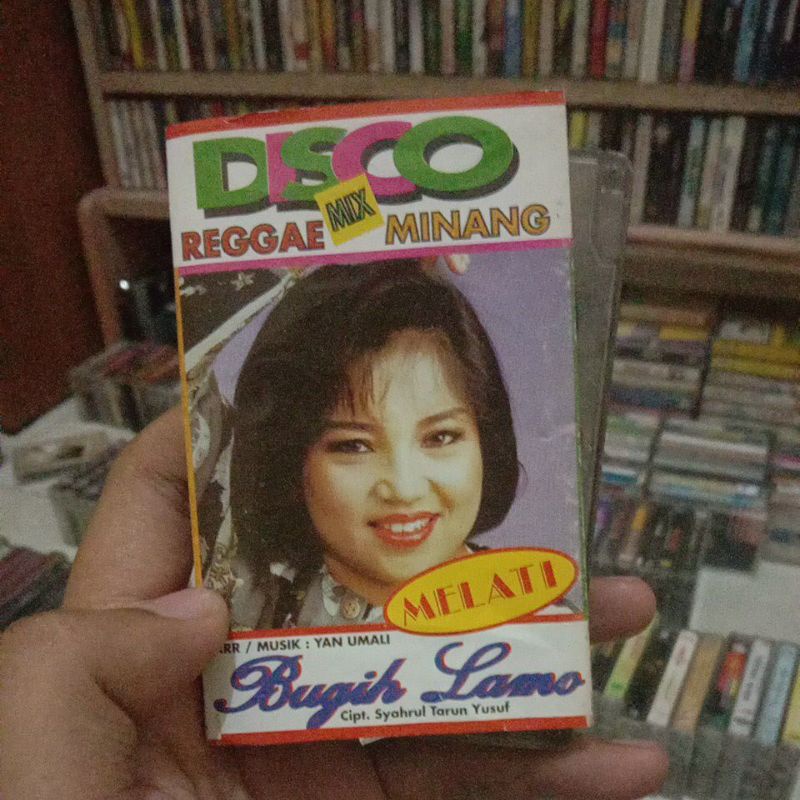 DISCO
REGGAE MIX MINANG
MELATI
ARR / MUSIK : YAN UMALI
Bugih Lamo
Cipt. Syahrul Tarun Yusuf